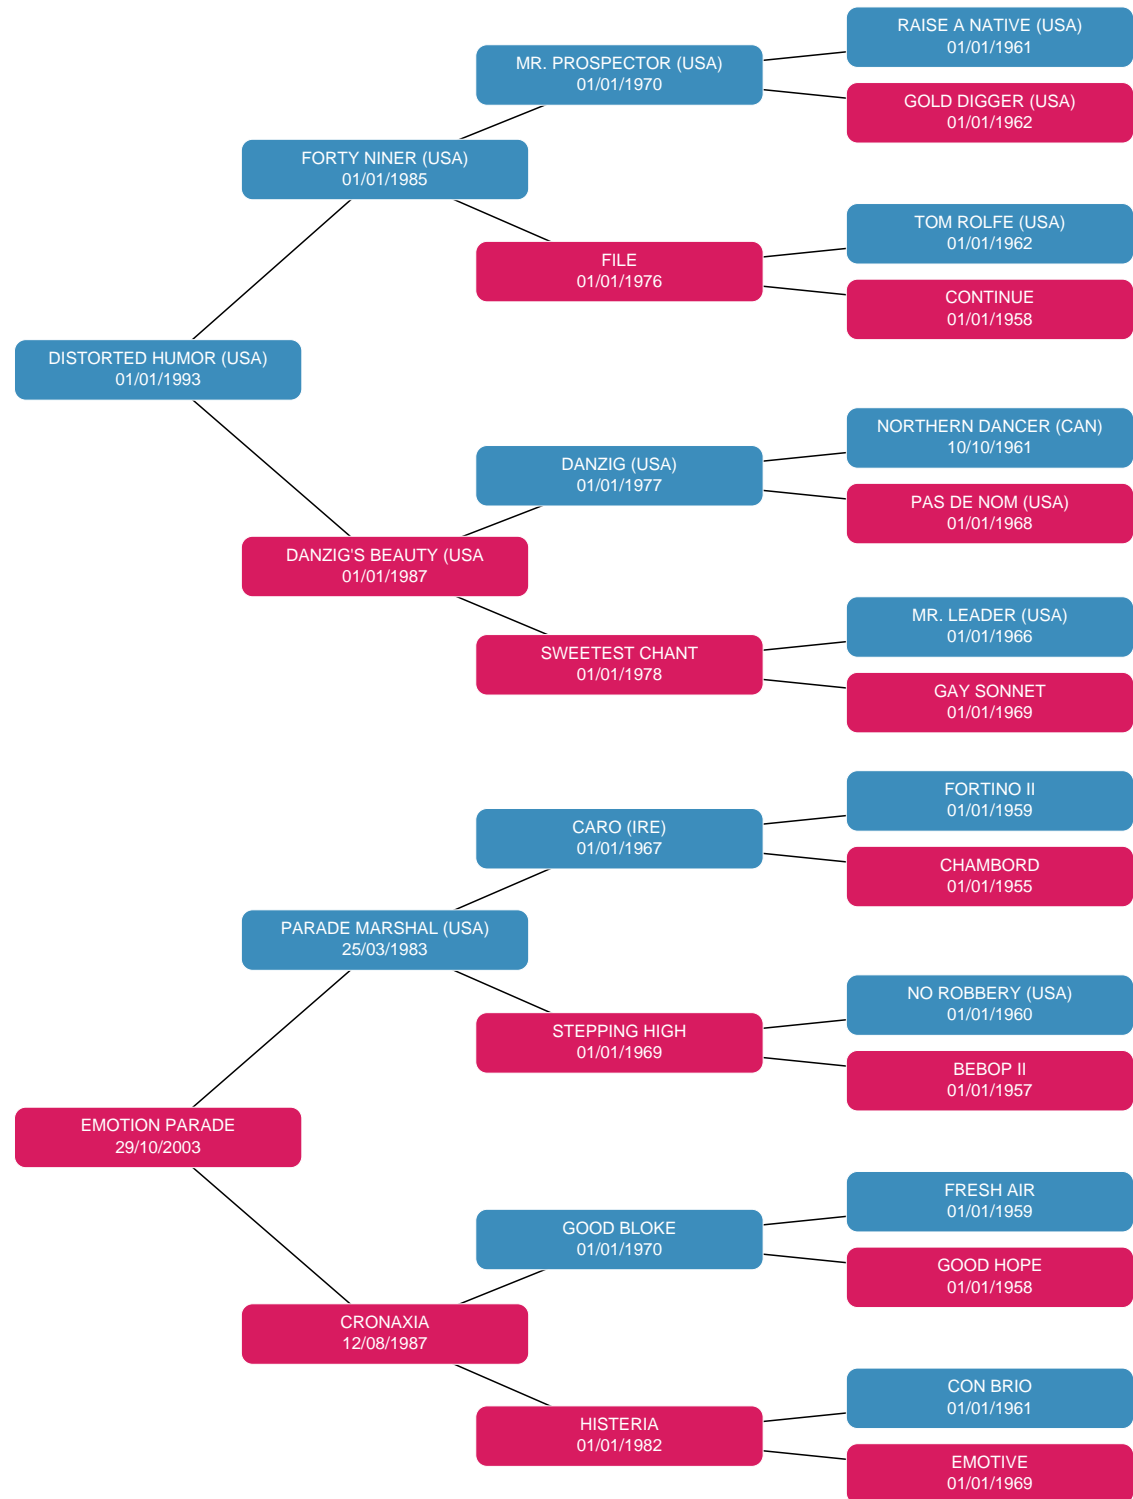 RAISE A NATIVE (USA)
01/01/1961
MR. PROSPECTOR (USA)
01/01/1970
GOLD DIGGER (USA)
01/01/1962
FORTY NINER (USA)
01/01/1985
TOM ROLFE (USA)
01/01/1962
FILE
01/01/1976
CONTINUE
01/01/1958
DISTORTED HUMOR (USA)
01/01/1993
NORTHERN DANCER (CAN)
10/10/1961
DANZIG (USA)
01/01/1977
PAS DE NOM (USA)
01/01/1968
DANZIG'S BEAUTY (USA
01/01/1987
MR. LEADER (USA)
01/01/1966
SWEETEST CHANT
01/01/1978
GAY SONNET
01/01/1969
FORTINO II
01/01/1959
CARO (IRE)
01/01/1967
CHAMBORD
01/01/1955
PARADE MARSHAL (USA)
25/03/1983
NO ROBBERY (USA)
01/01/1960
STEPPING HIGH
01/01/1969
BEBOP II
01/01/1957
EMOTION PARADE
29/10/2003
FRESH AIR
01/01/1959
GOOD BLOKE
01/01/1970
GOOD HOPE
01/01/1958
CRONAXIA
12/08/1987
CON BRIO
01/01/1961
HISTERIA
01/01/1982
EMOTIVE
01/01/1969